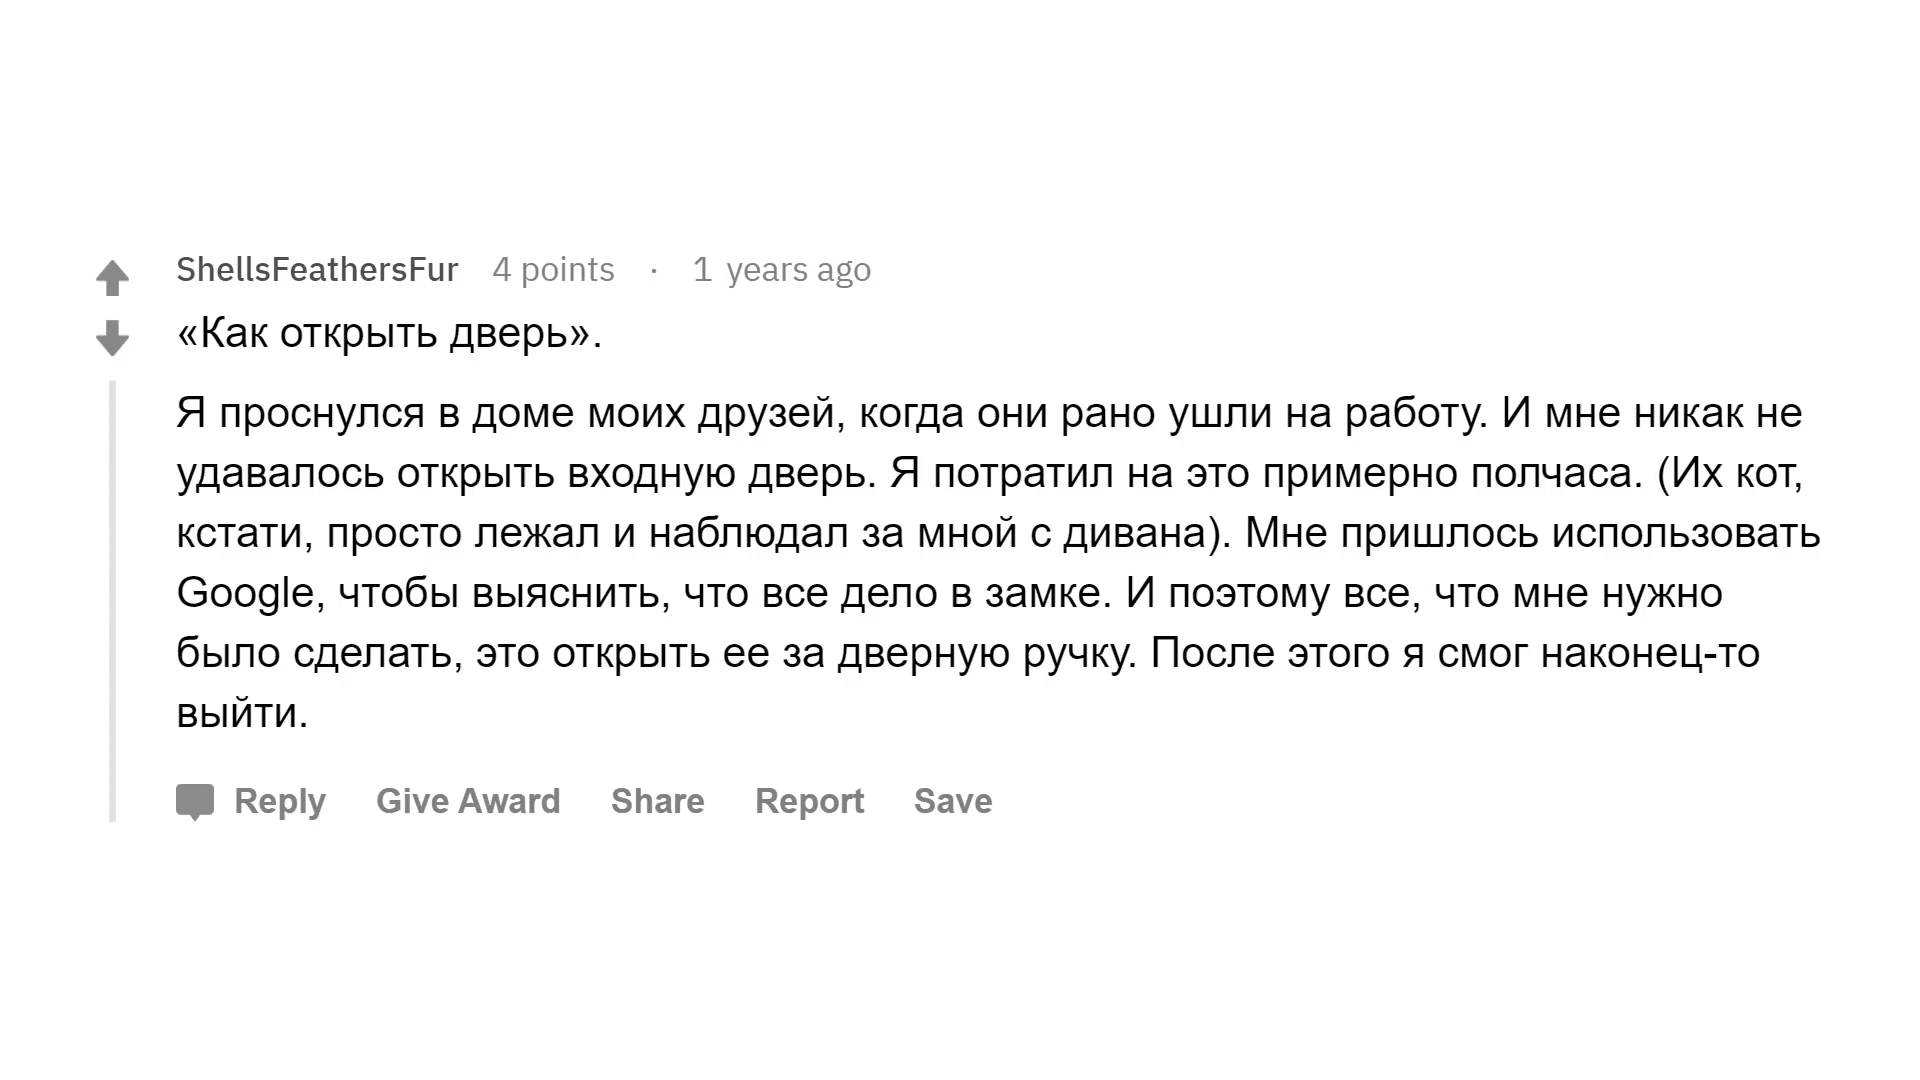 ShellsFeathersFur 4 points · 1 years ago
«Как открыть дверь».
Я проснулся в доме моих друзей, когда они рано ушли на работу. И мне никак не
удавалось открыть входную дверь. Я потратил на это примерно полчаса. (Их кот,
кстати, просто лежал и наблюдал за мной с дивана). Мне пришлось использовать
Google, чтобы выяснить, что все дело в замке. И поэтому все, что мне нужно
было сделать, это открыть ее за дверную ручку. После этого я смог наконец-то
выйти.
Reply Give Award Share Report Save